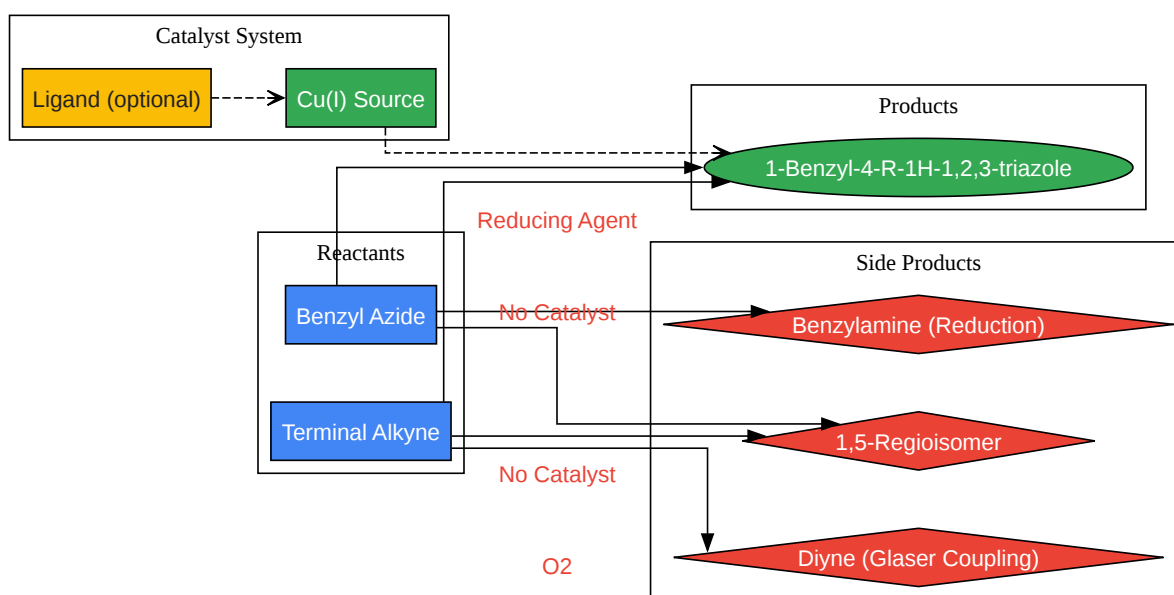 Catalyst System
Ligand (optional)
Cu(I) Source
Products
1-Benzyl-4-R-1H-1,2,3-triazole
Reducing Agent
Reactants
Side Products
Benzyl Azide
No Catalyst
Benzylamine (Reduction)
Terminal Alkyne
1,5-Regioisomer
No Catalyst
Diyne (Glaser Coupling)
O2